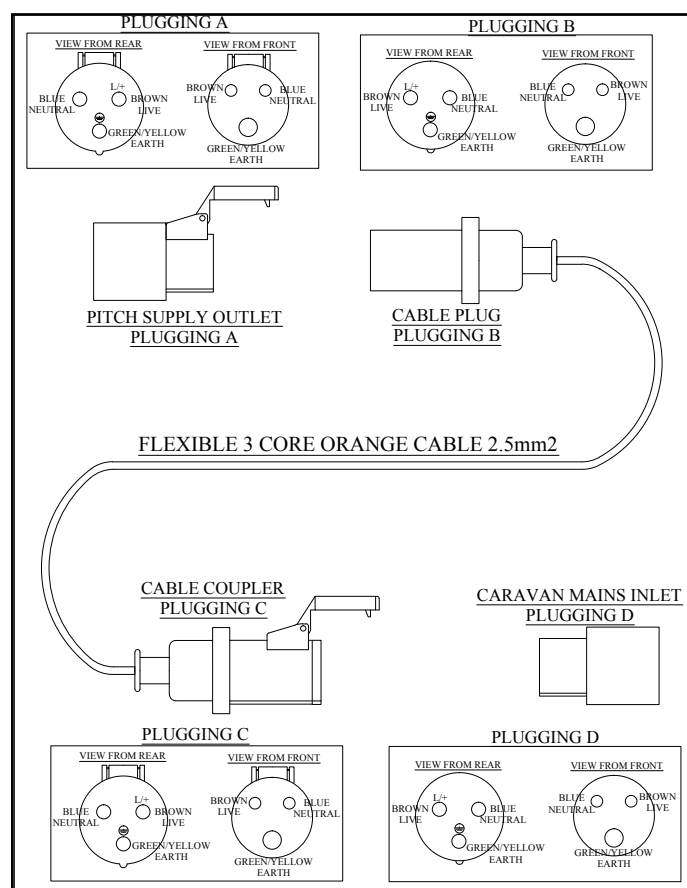 PLUGGING A
VIEW FROM REAR
VIEW FROM FRONT
L/+
BLUE
NEUTRAL
BROWN
LIVE
GREEN/YELLOW
EARTH
BROWN
LIVE
BLUE
NEUTRAL
GREEN/YELLOW
EARTH
PLUGGING B
VIEW FROM REAR
VIEW FROM FRONT
L/+
BROWN
LIVE
BLUE
NEUTRAL
GREEN/YELLOW
EARTH
BLUE
NEUTRAL
BROWN
LIVE
GREEN/YELLOW
EARTH
PITCH SUPPLY OUTLET
PLUGGING A
CABLE PLUG
PLUGGING B
FLEXIBLE 3 CORE ORANGE CABLE 2.5mm2
CABLE COUPLER
PLUGGING C
CARAVAN MAINS INLET
PLUGGING D
PLUGGING C
VIEW FROM REAR
VIEW FROM FRONT
L/+
BLUE
NEUTRAL
BROWN
LIVE
GREEN/YELLOW
EARTH
BROWN
LIVE
BLUE
NEUTRAL
GREEN/YELLOW
EARTH
PLUGGING D
VIEW FROM REAR
VIEW FROM FRONT
L/+
BROWN
LIVE
BLUE
NEUTRAL
GREEN/YELLOW
EARTH
BLUE
NEUTRAL
BROWN
LIVE
GREEN/YELLOW
EARTH